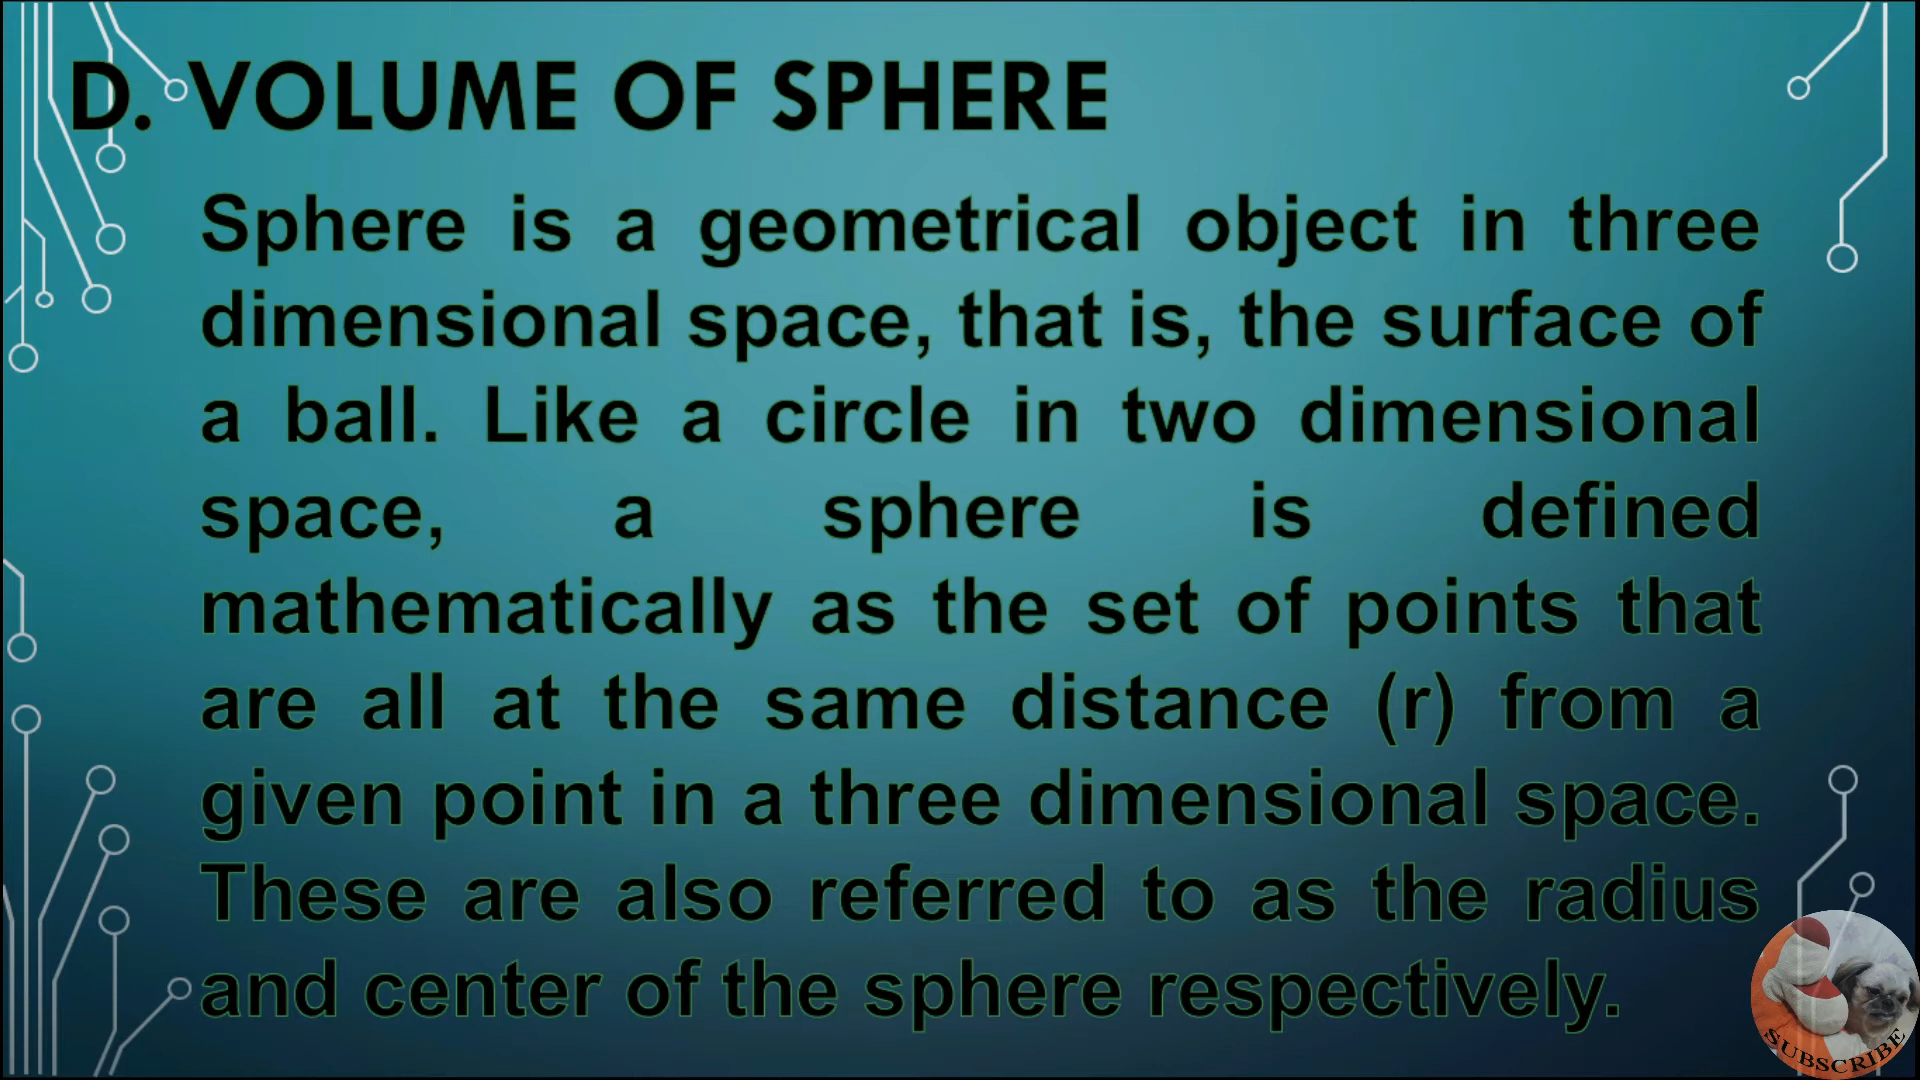 D. VOLUME OF SPHERE
Sphere is a geometrical object in three
dimensional space, that is, the surface of
a ball. Like a circle in two dimensional
space, a sphere is defined
mathematically as the set of points that
are all at the same distance (r) from a
given point in a three dimensional space.
These are also referred to as the radius
and center of the sphere respectively.
SUBSCRIBE